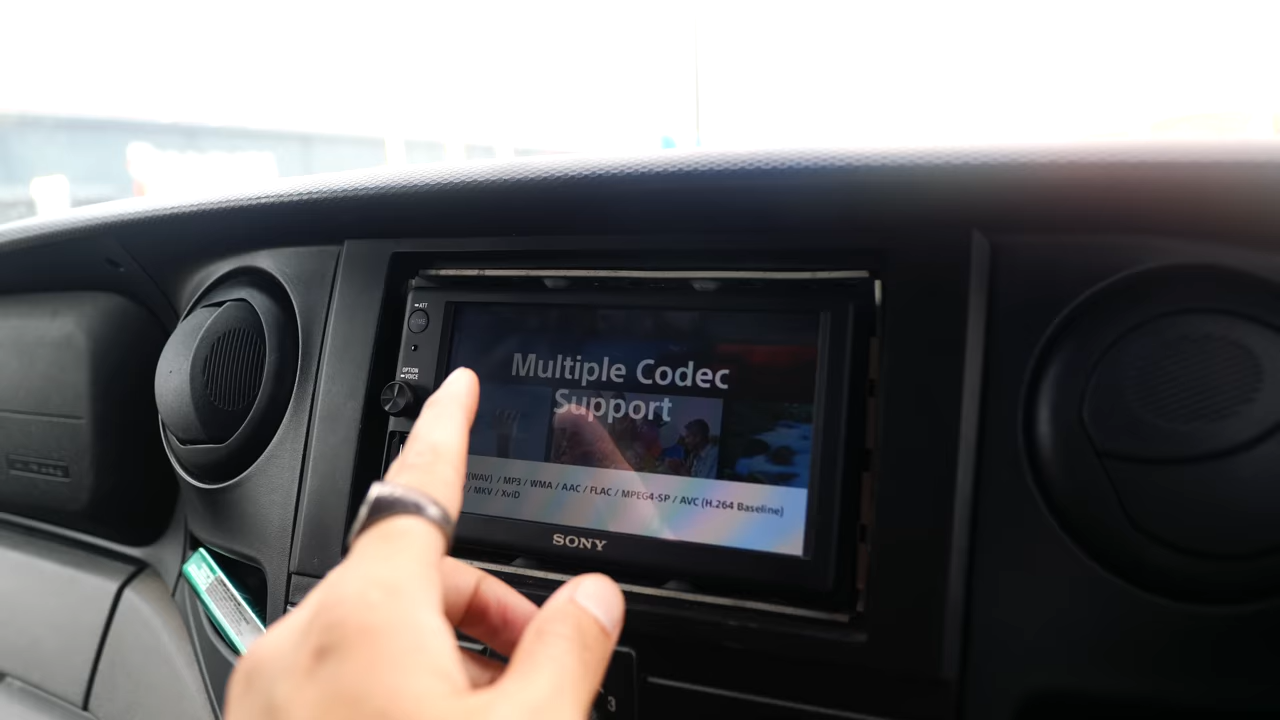 ATT
OPTION
VOICE
Multiple Codec
Support
(WAV) / MP3 / WMA / AAC / FLAC / MPEG4-SP / AVC (H.264 Baseline)
/ MKV / XviD
SONY
3